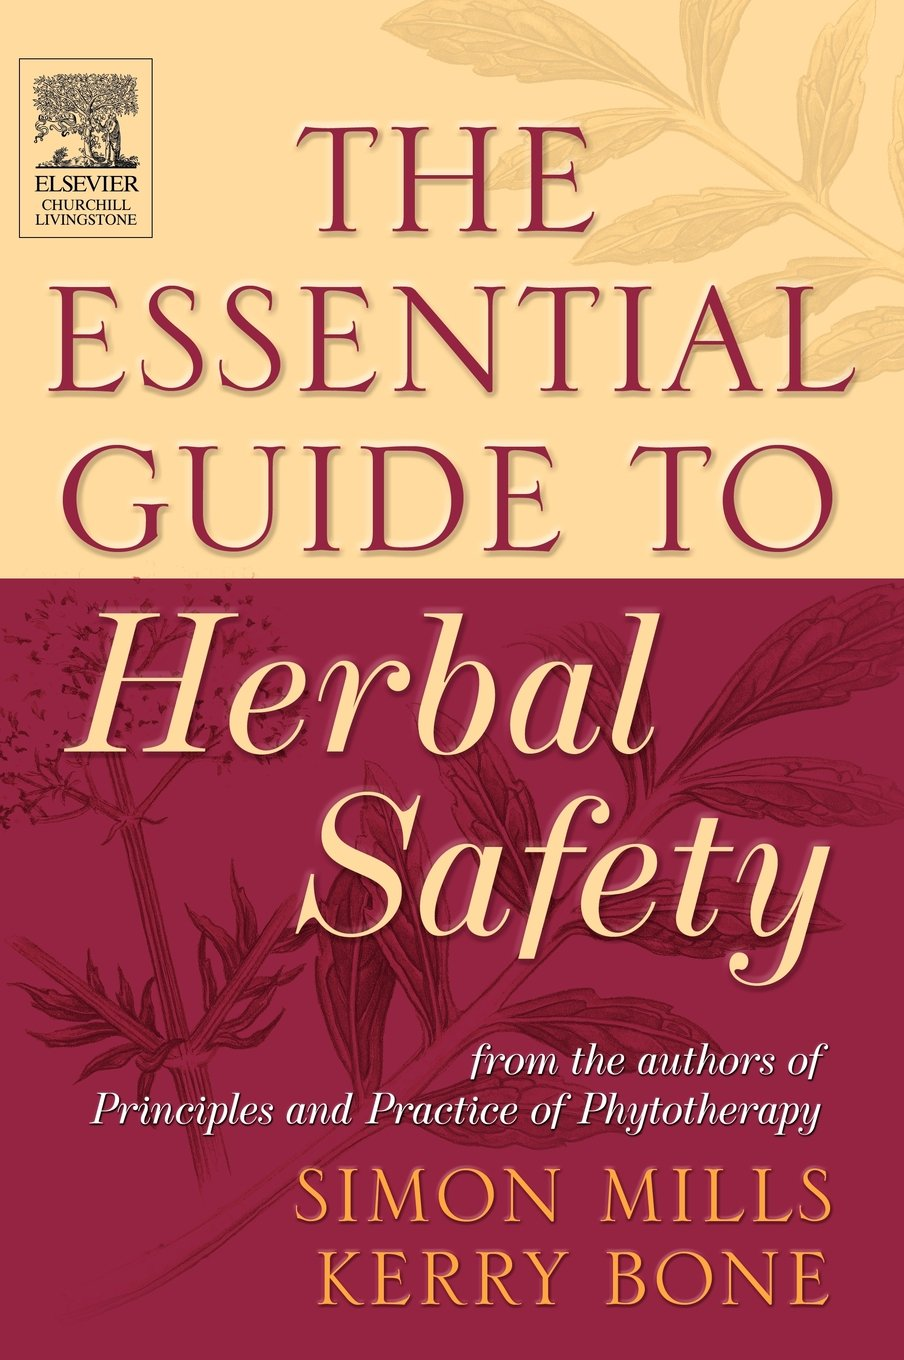 ELSEVIER
CHURCHILL
LIVINGSTONE
THE
ESSENTIAL
GUIDE TO
Herbal
Safety
from the authors of
Principles and Practice of Phytotherapy
SIMON MILLS
KERRY BONE